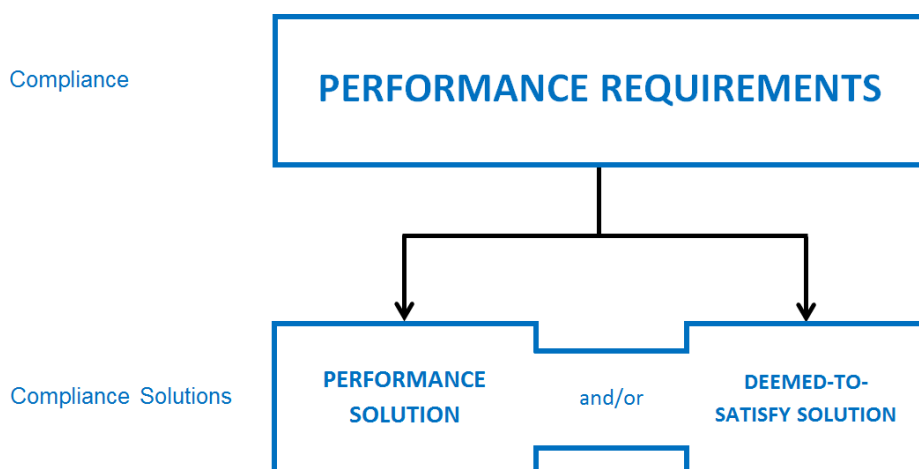 Compliance
PERFORMANCE REQUIREMENTS
Compliance Solutions
PERFORMANCE
SOLUTION
and/or
DEEMED-TO-
SATISFY SOLUTION